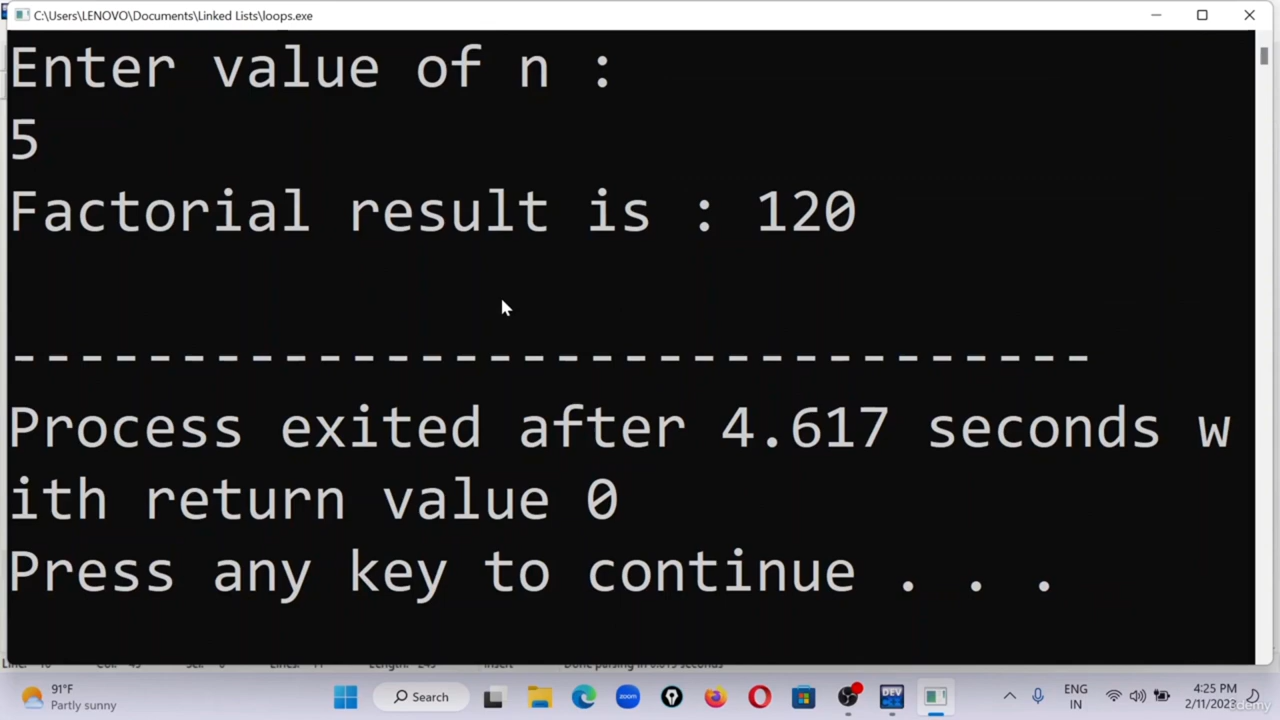 C:\Users\LENOVO\Documents\Linked Lists\loops.exe
Enter value of n :
5
Factorial result is : 120
---------------------------------
Process exited after 4.617 seconds w
ith return value 0
Press any key to continue . . .
91°F
Partly sunny
Search
zoom
DEV
ENG
IN
4:25 PM
2/11/2023